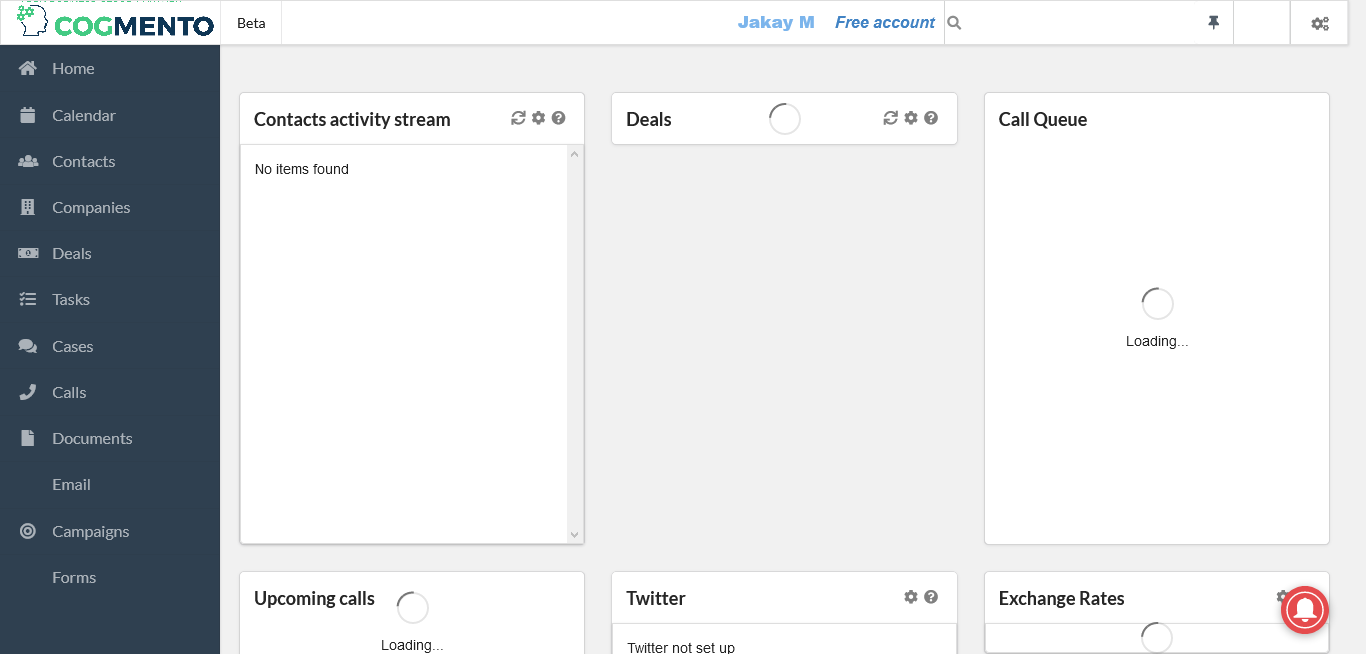 COGMENTO
Beta
Jakay M
Free account
Home
Calendar
Contacts
Companies
Deals
Tasks
Cases
Calls
Documents
Email
Campaigns
Forms
Contacts activity stream
No items found
Deals
Call Queue
Loading...
Upcoming calls
Loading...
Twitter
Twitter not set up
Exchange Rates